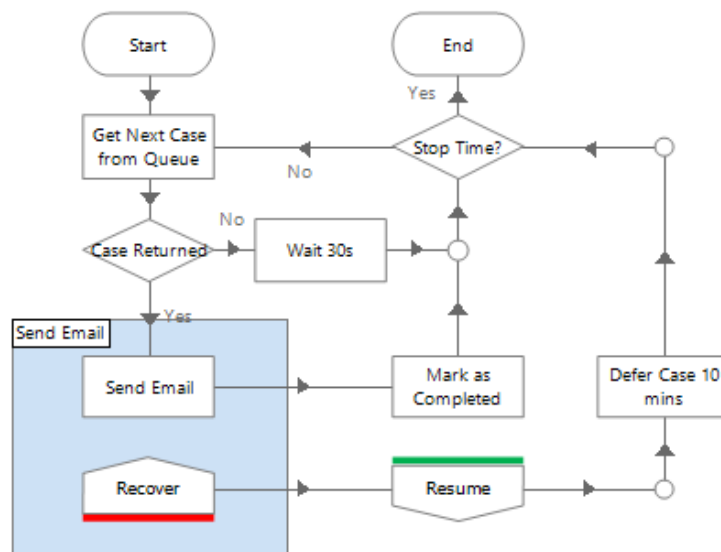 Start
End
Yes
Get Next Case
from Queue
Stop Time?
No
No
Case Returned
Wait 30s
Yes
Send Email
Send Email
Mark as
Completed
Defer Case 10
mins
Recover
Resume